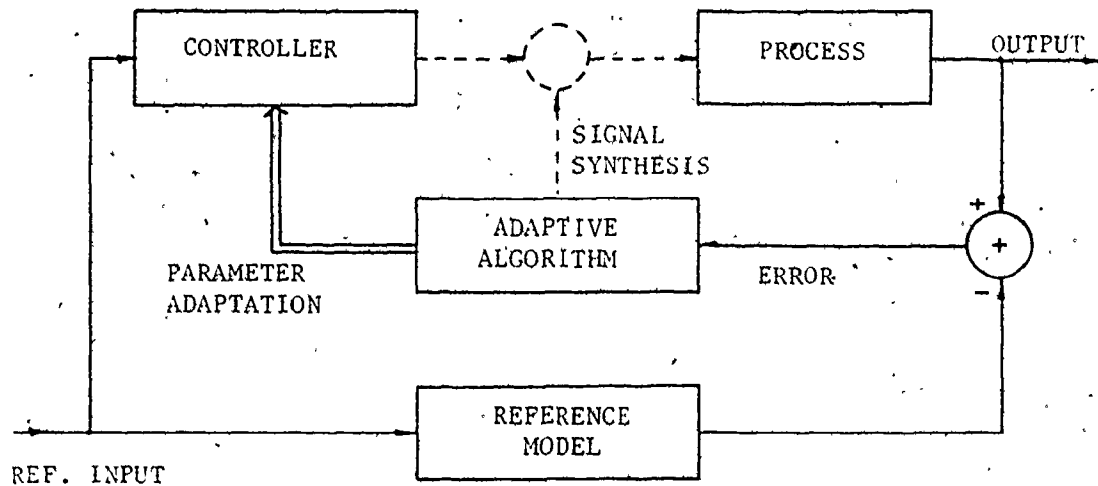 CONTROLLER
PROCESS
OUTPUT
SIGNAL
SYNTHESIS
ADAPTIVE
ALGORITHM
+
+
ERROR
−
PARAMETER
ADAPTATION
REFERENCE
MODEL
REF. INPUT